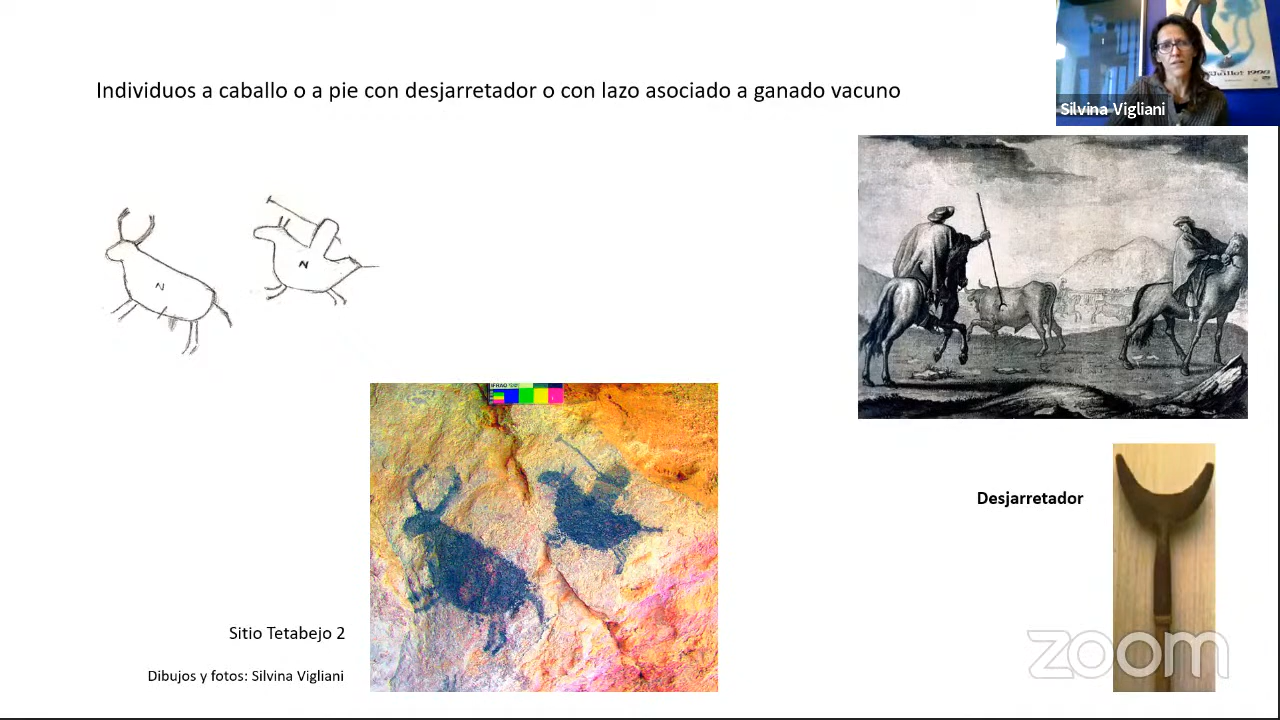 Individuos a caballo o a pie con desjarretador o con lazo asociado a ganado vacuno
Silvina Vigliani
N
N
IFRAO
Desjarretador
Sitio Tetabejo 2
Dibujos y fotos: Silvina Vigliani
zoom